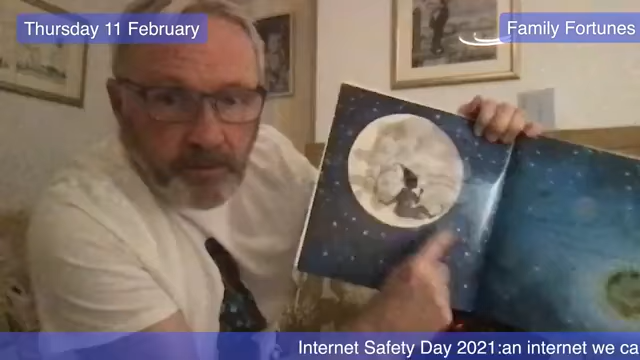 Thursday 11 February
Family Fortunes
Internet Safety Day 2021:an internet we ca